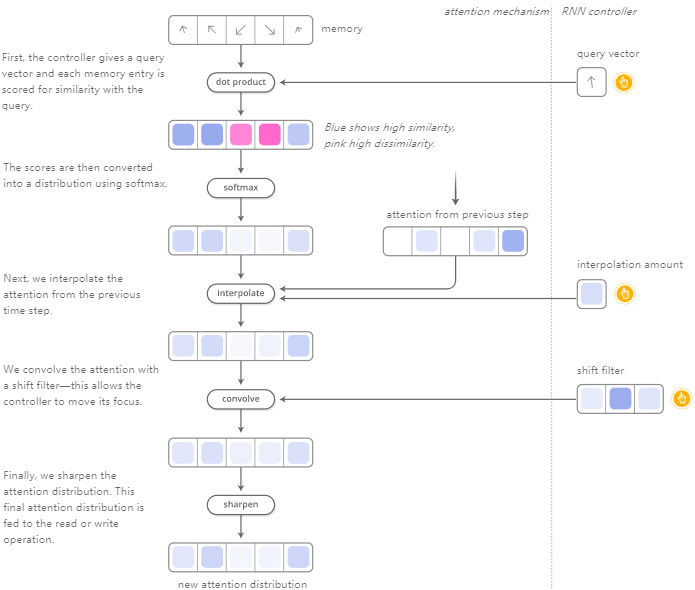 attention mechanism
RNN controller
memory
First, the controller gives a query
vector and each memory entry is
scored for similarity with the
query.
query vector
dot product
Blue shows high similarity,
pink high dissimilarity.
The scores are then converted
into a distribution using softmax.
softmax
attention from previous step
Next, we interpolate the
attention from the previous
time step.
interpolation amount
interpolate
We convolve the attention with
a shift filter—this allows the
controller to move its focus.
shift filter
convolve
Finally, we sharpen the
attention distribution. This
final attention distribution is
fed to the read or write
operation.
sharpen
new attention distribution